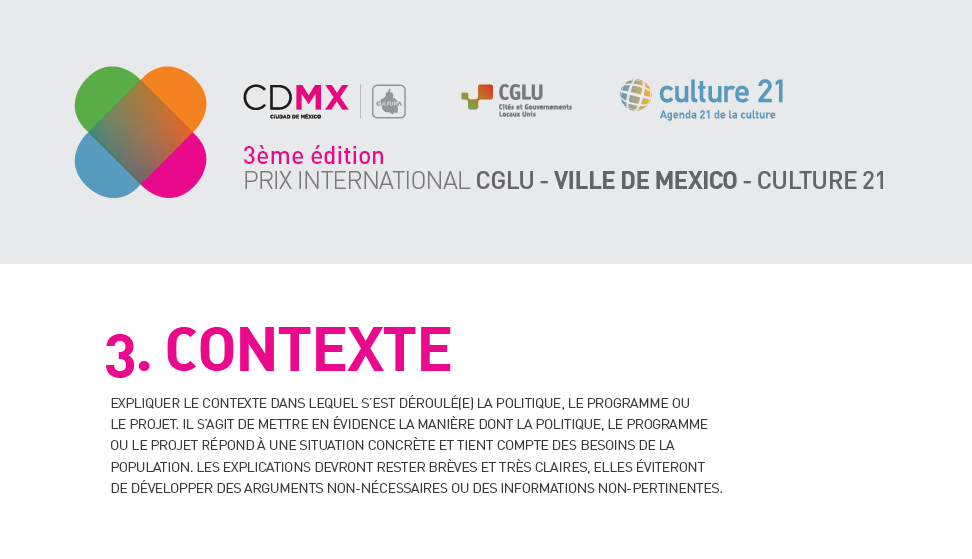 CDMX
CIUDAD DE MÉXICO
CULTURA
CGLU
Cités et Gouvernements
Locaux Unis
culture 21
Agenda 21 de la culture
3ème édition
PRIX INTERNATIONAL CGLU - VILLE DE MEXICO - CULTURE 21
3. CONTEXTE
EXPLIQUER LE CONTEXTE DANS LEQUEL S'EST DÉROULÉ(E) LA POLITIQUE, LE PROGRAMME OU
LE PROJET. IL S'AGIT DE METTRE EN ÉVIDENCE LA MANIÈRE DONT LA POLITIQUE, LE PROGRAMME
OU LE PROJET RÉPOND À UNE SITUATION CONCRÈTE ET TIENT COMPTE DES BESOINS DE LA
POPULATION. LES EXPLICATIONS DEVRONT RESTER BRÈVES ET TRÈS CLAIRES, ELLES ÉVITERONT
DE DÉVELOPPER DES ARGUMENTS NON-NÉCESSAIRES OU DES INFORMATIONS NON-PERTINENTES.